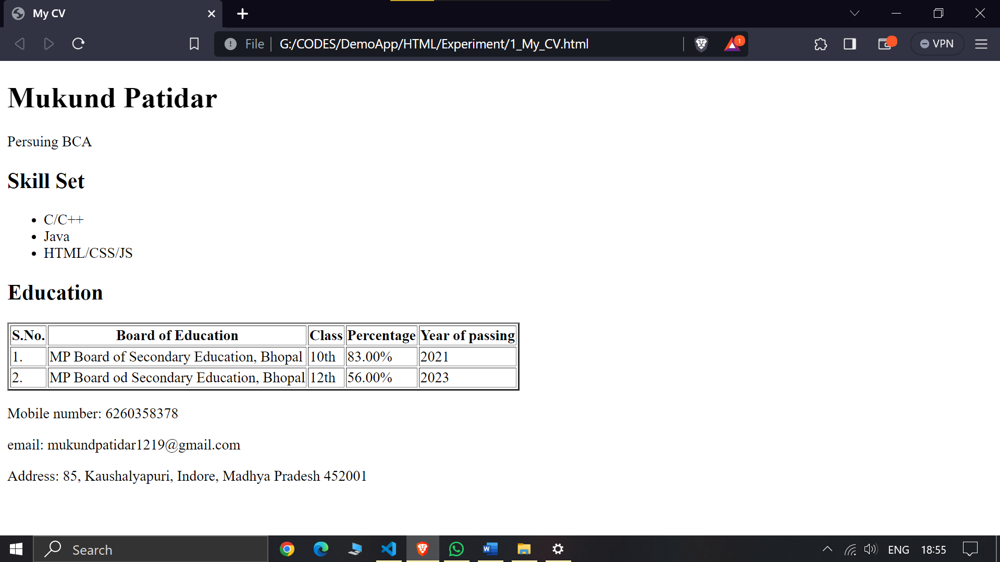 My CV
File
G:/CODES/DemoApp/HTML/Experiment/1_My_CV.html
1
VPN
Mukund Patidar
Persuing BCA
Skill Set
• C/C++
• Java
• HTML/CSS/JS
Education
S.No. Board of Education Class Percentage Year of passing
1. MP Board of Secondary Education, Bhopal 10th 83.00% 2021
2. MP Board od Secondary Education, Bhopal 12th 56.00% 2023
Mobile number: 6260358378
email: mukundpatidar1219@gmail.com
Address: 85, Kaushalyapuri, Indore, Madhya Pradesh 452001
Search
W
ENG
18:55